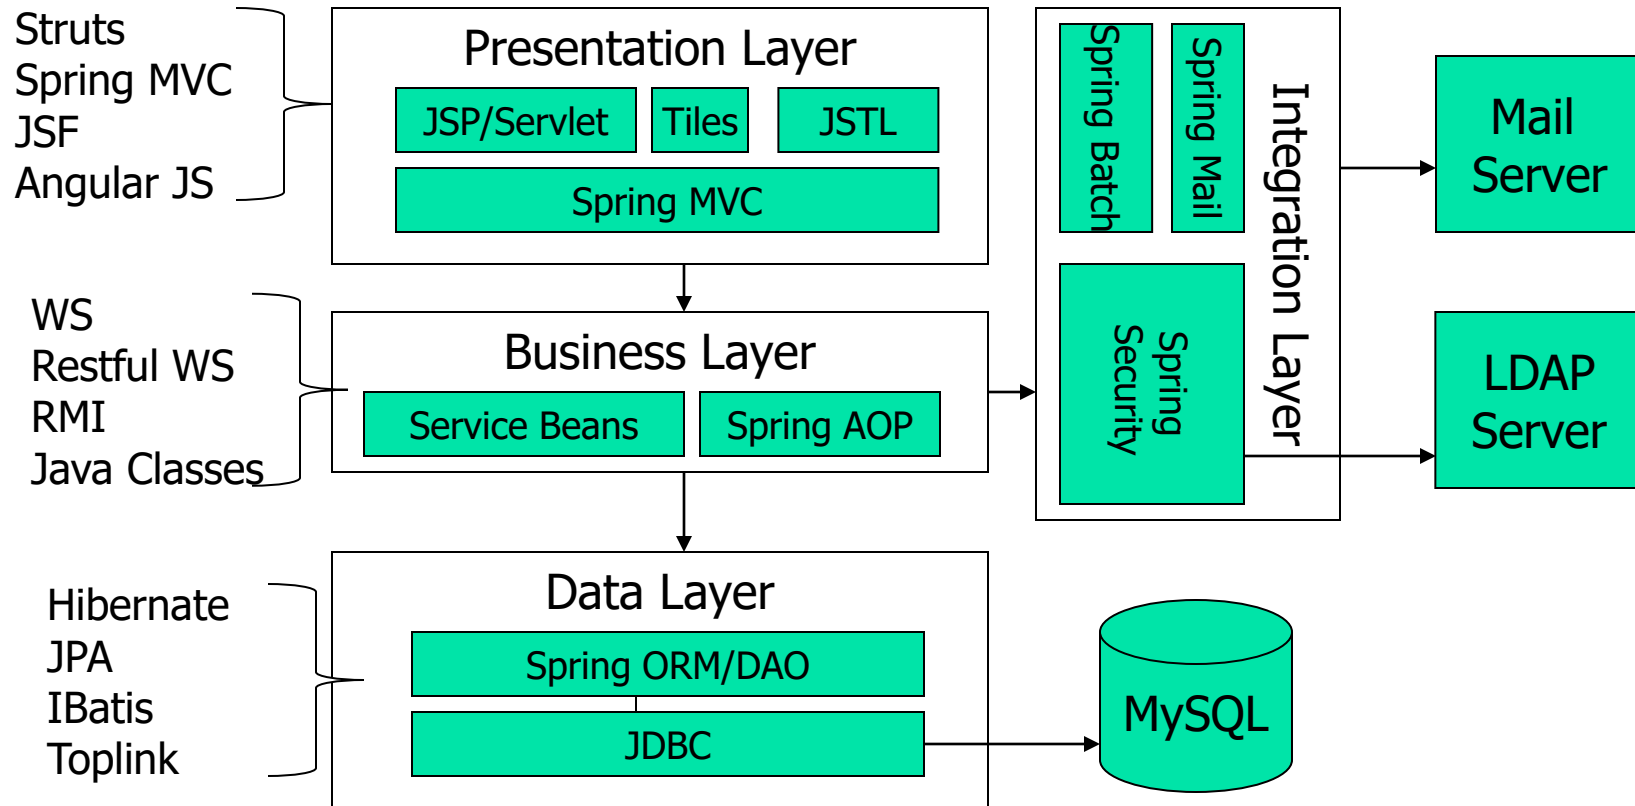 Struts
Spring MVC
JSF
Angular JS
Presentation Layer
JSP/Servlet
Tiles
JSTL
Spring MVC
Spring Batch
Spring Mail
Integration Layer
Mail
Server
WS
Restful WS
RMI
Java Classes
Business Layer
Service Beans
Spring AOP
Spring
Security
LDAP
Server
Hibernate
JPA
IBatis
Toplink
Data Layer
Spring ORM/DAO
JDBC
MySQL